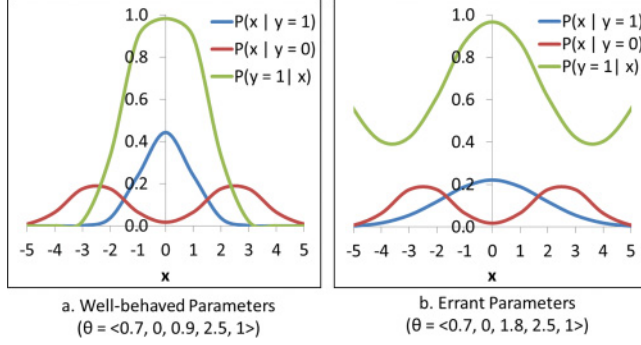 1.0
0.8
0.6
0.4
0.2
0.0
P(x | y = 1)
P(x | y = 0)
P(y = 1| x)
-5 -4 -3 -2 -1 0 1 2 3 4 5
x
a. Well-behaved Parameters
(θ = <0.7, 0, 0.9, 2.5, 1>)
1.0
0.8
0.6
0.4
0.2
0.0
P(x | y = 1)
P(x | y = 0)
P(y = 1| x)
-5 -4 -3 -2 -1 0 1 2 3 4 5
x
b. Errant Parameters
(θ = <0.7, 0, 1.8, 2.5, 1>)